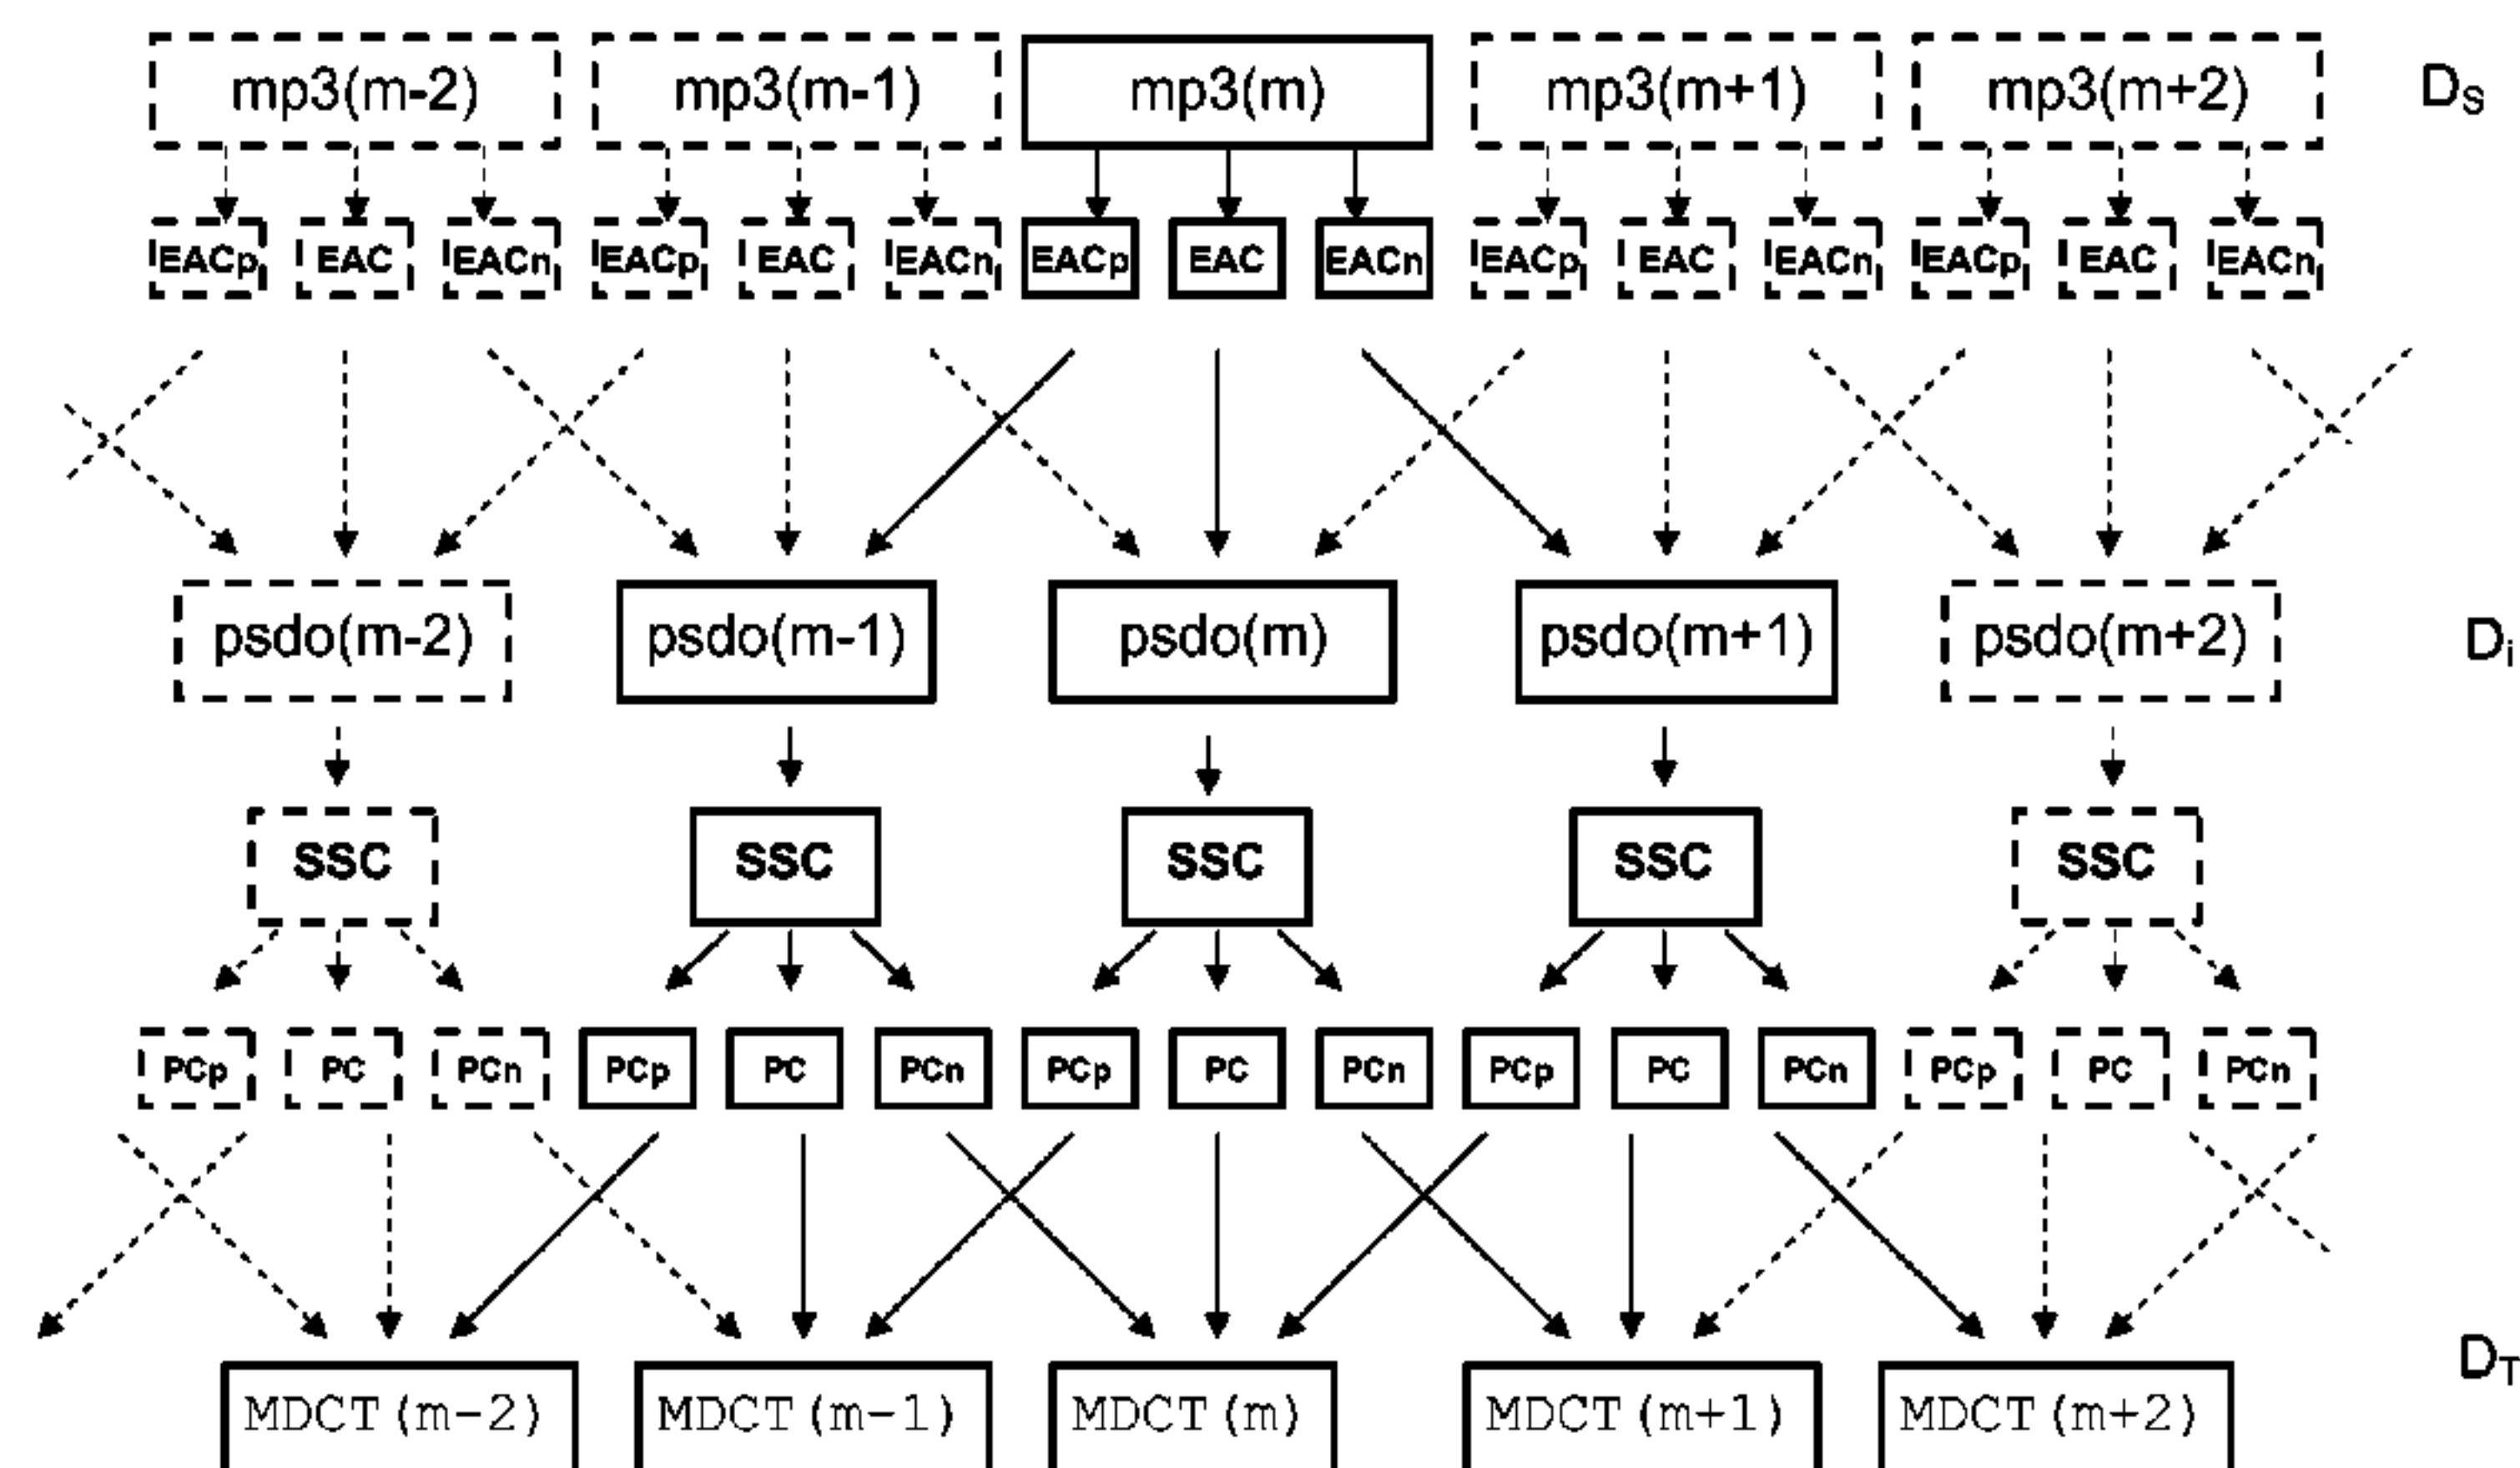 mp3(m-2) mp3(m-1) mp3(m) mp3(m+1) mp3(m+2) DS
EACp EAC EACn EACp EAC EACn EACp EAC EACn EACp EAC EACn EACp EAC EACn
psdo(m-2) psdo(m-1) psdo(m) psdo(m+1) psdo(m+2) Di
SSC SSC SSC SSC SSC
PCp PC PCn PCp PC PCn PCp PC PCn PCp PC PCn PCp PC PCn
DT
MDCT(m-2) MDCT(m-1) MDCT(m) MDCT(m+1) MDCT(m+2)